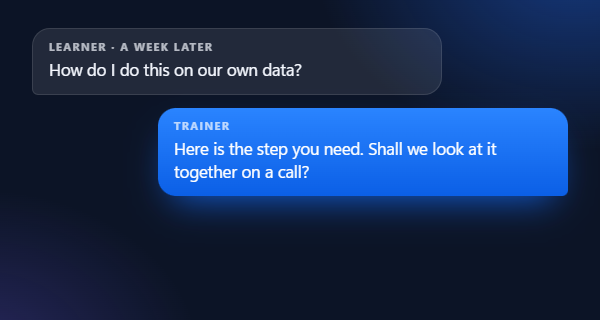 LEARNER · A WEEK LATER
How do I do this on our own data?
TRAINER
Here is the step you need. Shall we look at it
together on a call?